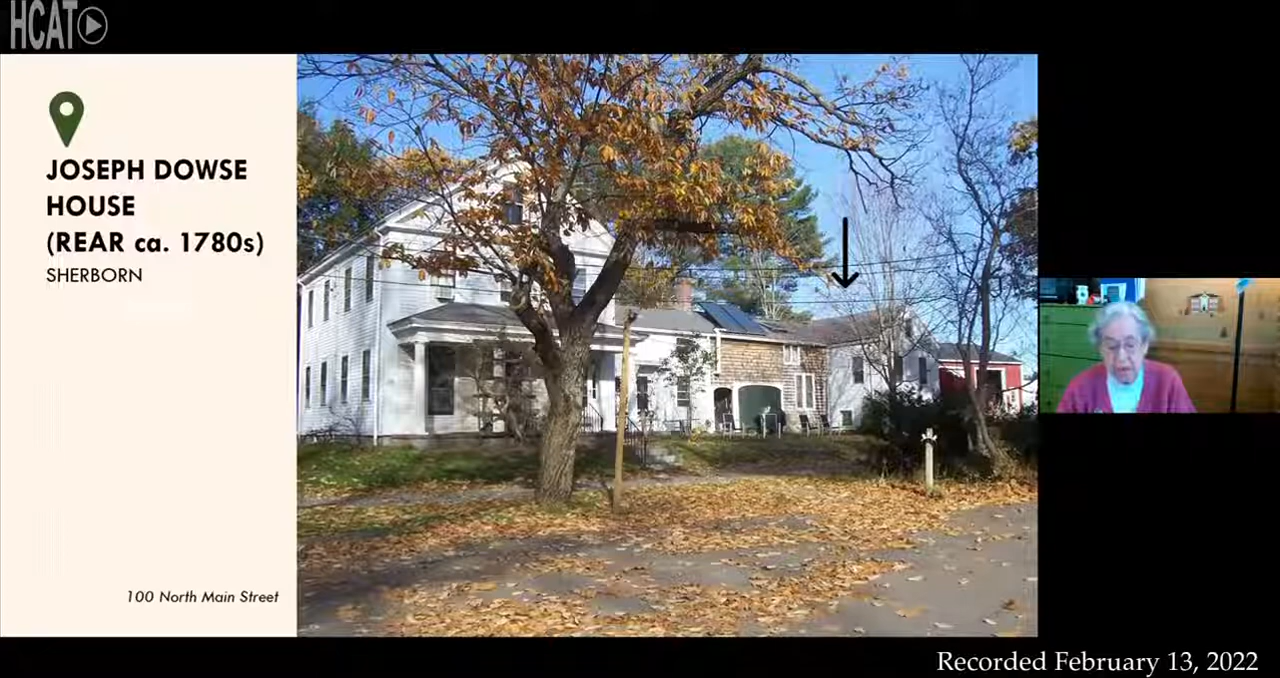 HCAT
JOSEPH DOWSE
HOUSE
(REAR ca. 1780s)
SHERBORN
100 North Main Street
Recorded February 13, 2022